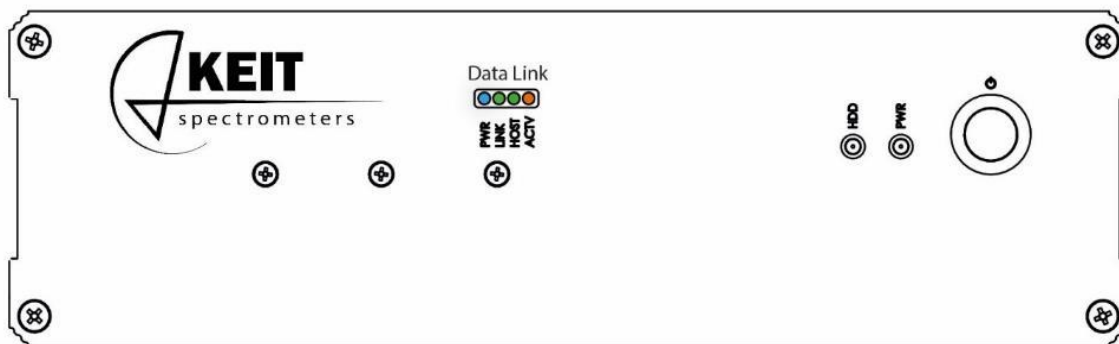 KEIT
spectrometers
Data Link
PWR
LINK
HOST
ACTV
HDD
PWR